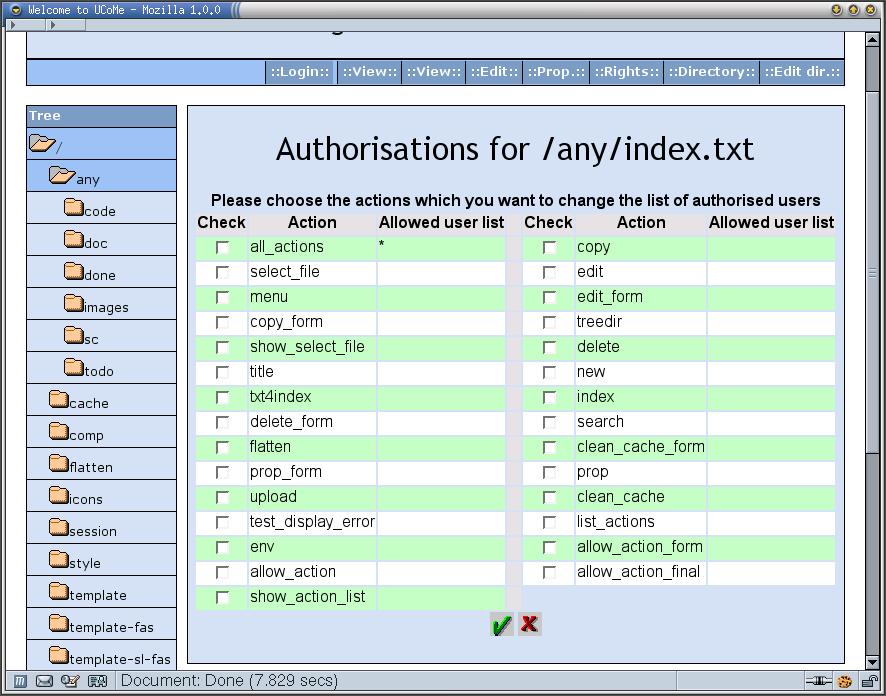 Welcome to UCoMe - Mozilla 1.0.0
::Login:: ::View:: ::View:: ::Edit:: ::Prop.:: ::Rights:: ::Directory:: ::Edit dir.::
Tree
/
any
code
doc
done
images
sc
todo
cache
comp
flatten
icons
session
style
template
template-fas
template-sl-fas
Authorisations for /any/index.txt
Please choose the actions which you want to change the list of authorised users
Check Action Allowed user list Check Action Allowed user list
all_actions * copy
select_file edit
menu edit_form
copy_form treedir
show_select_file delete
title new
txt4index index
delete_form search
flatten clean_cache_form
prop_form prop
upload clean_cache
test_display_error list_actions
env allow_action_form
allow_action allow_action_final
show_action_list
Document: Done (7.829 secs)